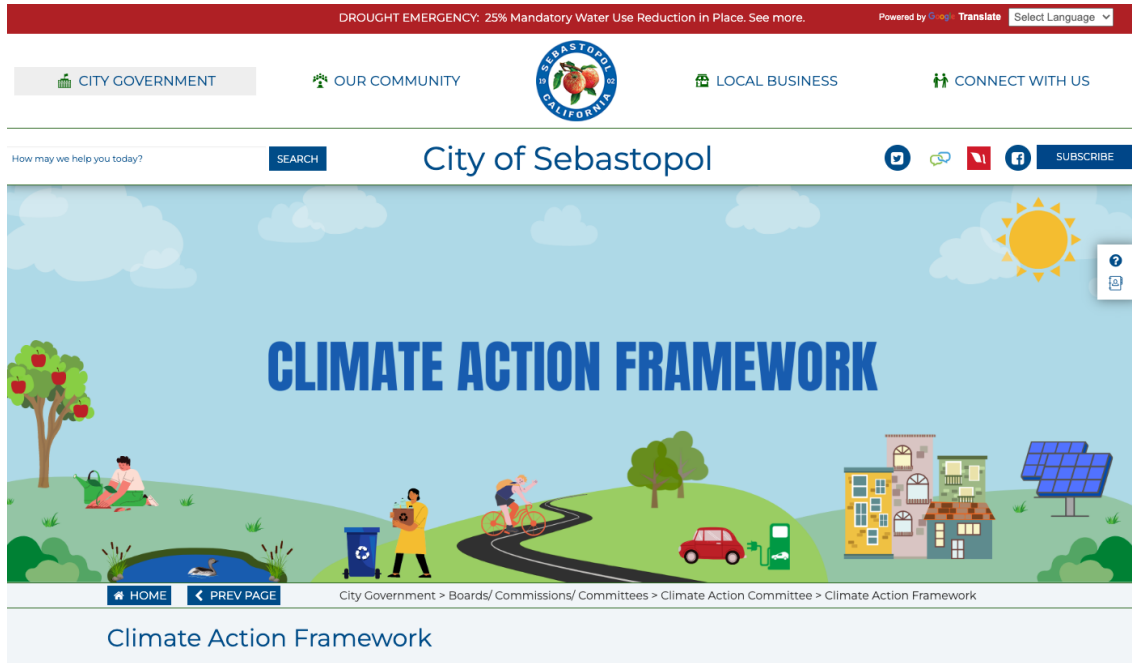 DROUGHT EMERGENCY: 25% Mandatory Water Use Reduction in Place. See more.
Powered by Google Translate
Select Language
CITY GOVERNMENT
OUR COMMUNITY
SEBASTOPOL
19 02
CALIFORNIA
LOCAL BUSINESS
CONNECT WITH US
How may we help you today?
SEARCH
City of Sebastopol
SUBSCRIBE
CLIMATE ACTION FRAMEWORK
HOME
PREV PAGE
City Government > Boards/ Commissions/ Committees > Climate Action Committee > Climate Action Framework
Climate Action Framework